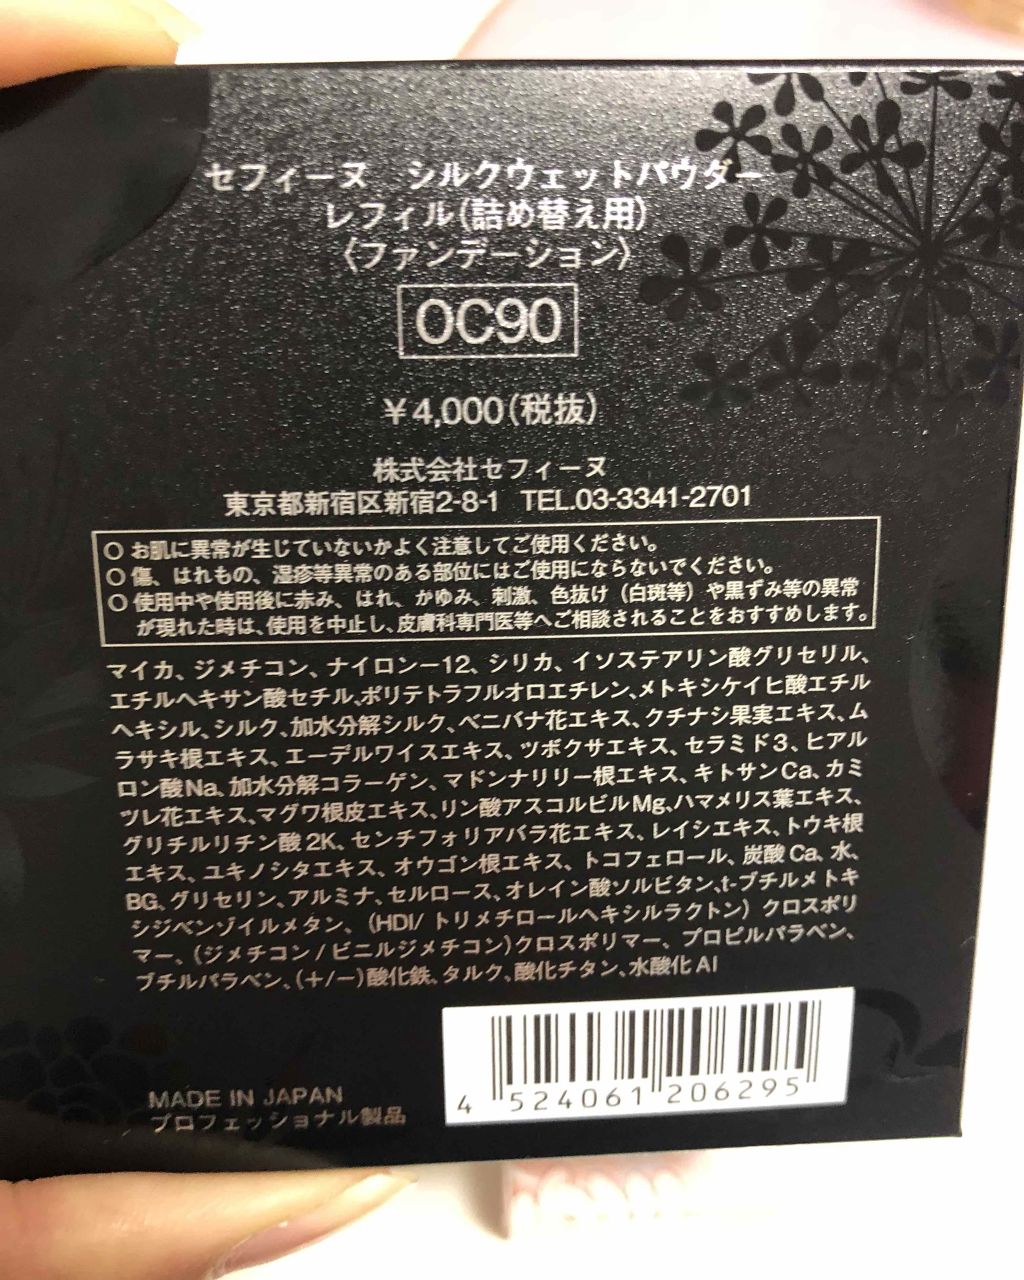 セフィーヌ シルクウェットパウダー
レフィル(詰め替え用)
〈ファンデーション〉
OC90
￥4,000(税抜)
株式会社セフィーヌ
東京都新宿区新宿2-8-1 TEL.03-3341-2701
○ お肌に異常が生じていないかよく注意してご使用ください。
○ 傷、はれもの、湿疹等異常のある部位にはご使用にならないでください。
○ 使用中や使用後に赤み、はれ、かゆみ、刺激、色抜け（白斑等）や黒ずみ等の異常
が現れた時は、使用を中止し、皮膚科専門医等へご相談されることをおすすめします。
マイカ、ジメチコン、ナイロン－12、シリカ、イソステアリン酸グリセリル、
エチルヘキサン酸セチル、ポリテトラフルオロエチレン、メトキシケイヒ酸エチル
ヘキシル、シルク、加水分解シルク、ベニバナ花エキス、クチナシ果実エキス、ム
ラサキ根エキス、エーデルワイスエキス、ツボクサエキス、セラミド3、ヒアル
ロン酸Na、加水分解コラーゲン、マドンナリリー根エキス、キトサンCa、カミ
ツレ花エキス、マグワ根皮エキス、リン酸アスコルビルMg、ハマメリス葉エキス、
グリチルリチン酸2K、センチフォリアバラ花エキス、レイシエキス、トウキ根
エキス、ユキノシタエキス、オウゴン根エキス、トコフェロール、炭酸Ca、水、
BG、グリセリン、アルミナ、セルロース、オレイン酸ソルビタン、t-ブチルメトキ
シジベンゾイルメタン、（HDI/トリメチロールヘキシルラクトン）クロスポリ
マー、（ジメチコン/ビニルジメチコン）クロスポリマー、プロピルパラベン、
ブチルパラベン、(+/−)酸化鉄、タルク、酸化チタン、水酸化Al
MADE IN JAPAN
プロフェッショナル製品
4 524061 206295